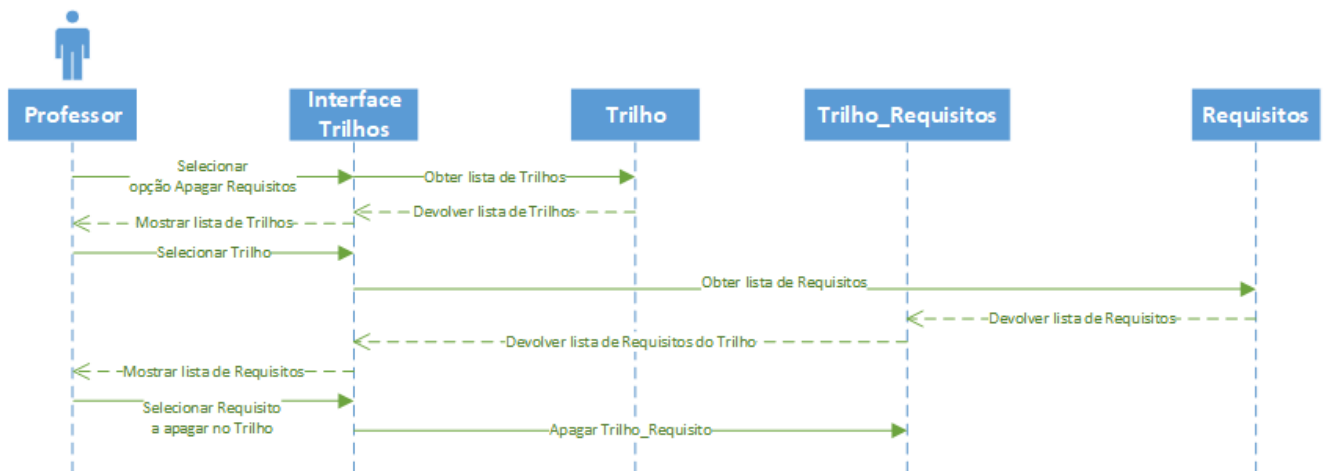 Professor
Interface
Trilhos
Trilho
Trilho_Requisitos
Requisitos
Selecionar
opção Apagar Requisitos
Obter lista de Trilhos
Devolver lista de Trilhos
Mostrar lista de Trilhos
Selecionar Trilho
Obter lista de Requisitos
Devolver lista de Requisitos
Devolver lista de Requisitos do Trilho
Mostrar lista de Requisitos
Selecionar Requisito
a apagar no Trilho
Apagar Trilho_Requisito